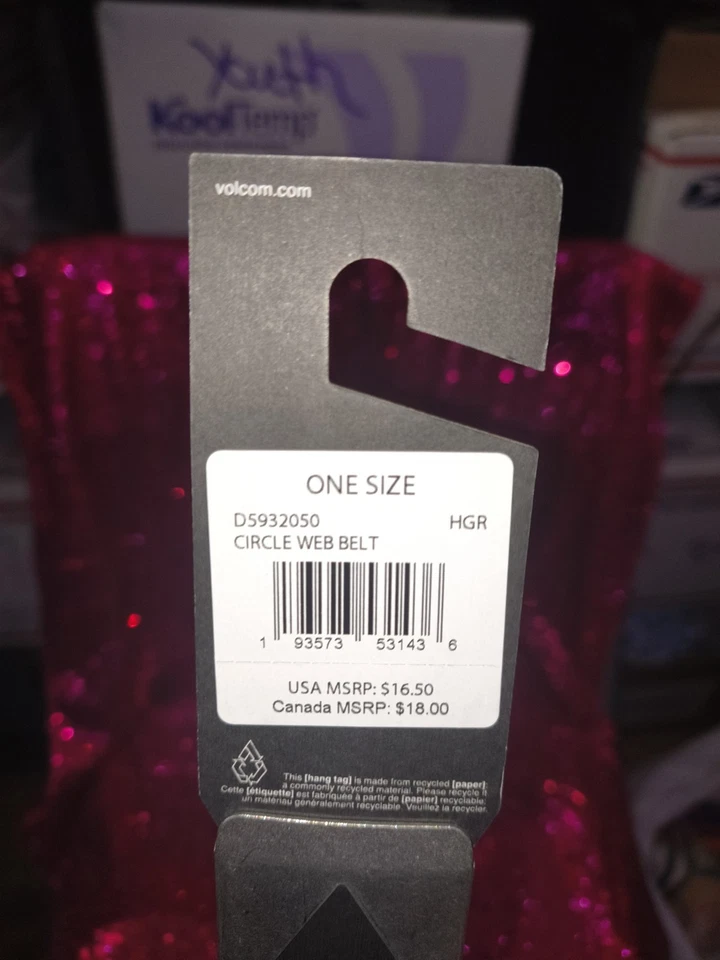 Youth
KoolTemp
volcom.com
ONE SIZE
D5932050 HGR
CIRCLE WEB BELT
1 93573 53143 6
USA MSRP: $16.50
Canada MSRP: $18.00
This [hang tag] is made from recycled [paper]:
a commonly recycled material. Please recycle it
Cette [étiquette] est fabriquée à partir de [papier] recyclable:
un matériau généralement recyclable. Veuillez la recycler.